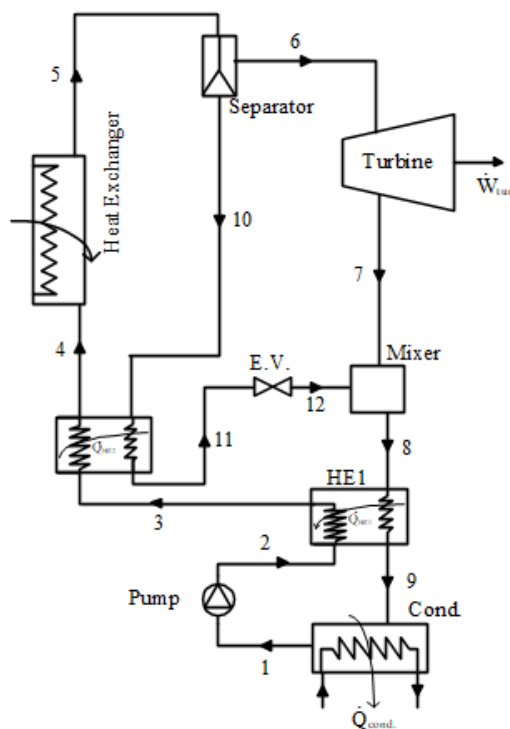 6
5
Separator
Turbine
Ẇtur
Heat Exchanger
10
7
4
E.V.
Mixer
12
11
8
HE1
Q̇HE2
3
Q̇HE1
2
9
Pump
Cond.
1
Q̇cond.